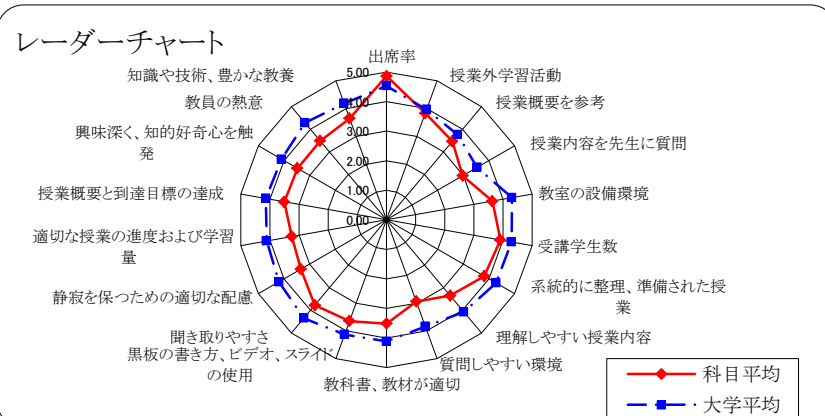 レーダーチャート
出席率
授業外学習活動
授業概要を参考
授業内容を先生に質問
教室の設備環境
受講学生数
系統的に整理、準備された授
業
理解しやすい授業内容
質問しやすい環境
教科書、教材が適切
黒板の書き方、ビデオ、スライド
の使用
聞き取りやすさ
静寂を保つための適切な配慮
適切な授業の進度および学習
量
授業概要と到達目標の達成
興味深く、知的好奇心を触
発
教員の熱意
知識や技術、豊かな教養
5.00
4.00
3.00
2.00
1.00
0.00
科目平均
大学平均